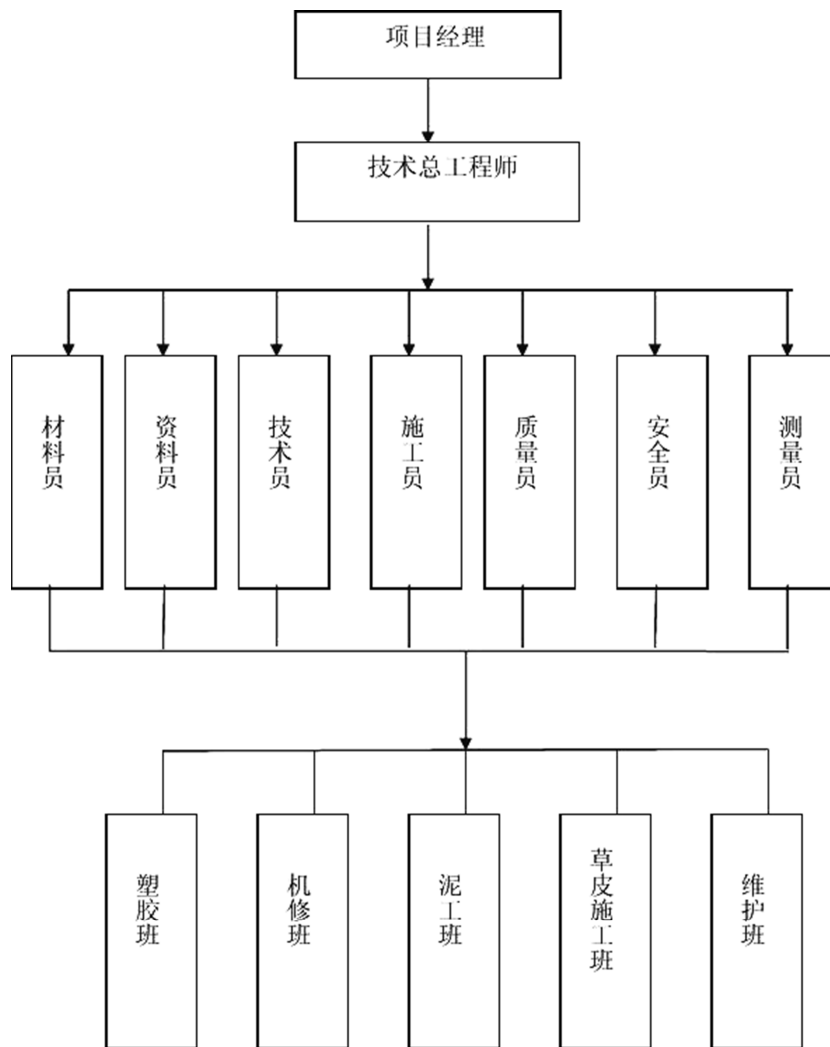 项目经理
技术总工程师
材料员
资料员
技术员
施工员
质量员
安全员
测量员
塑胶班
机修班
泥工班
草皮施工班
维护班